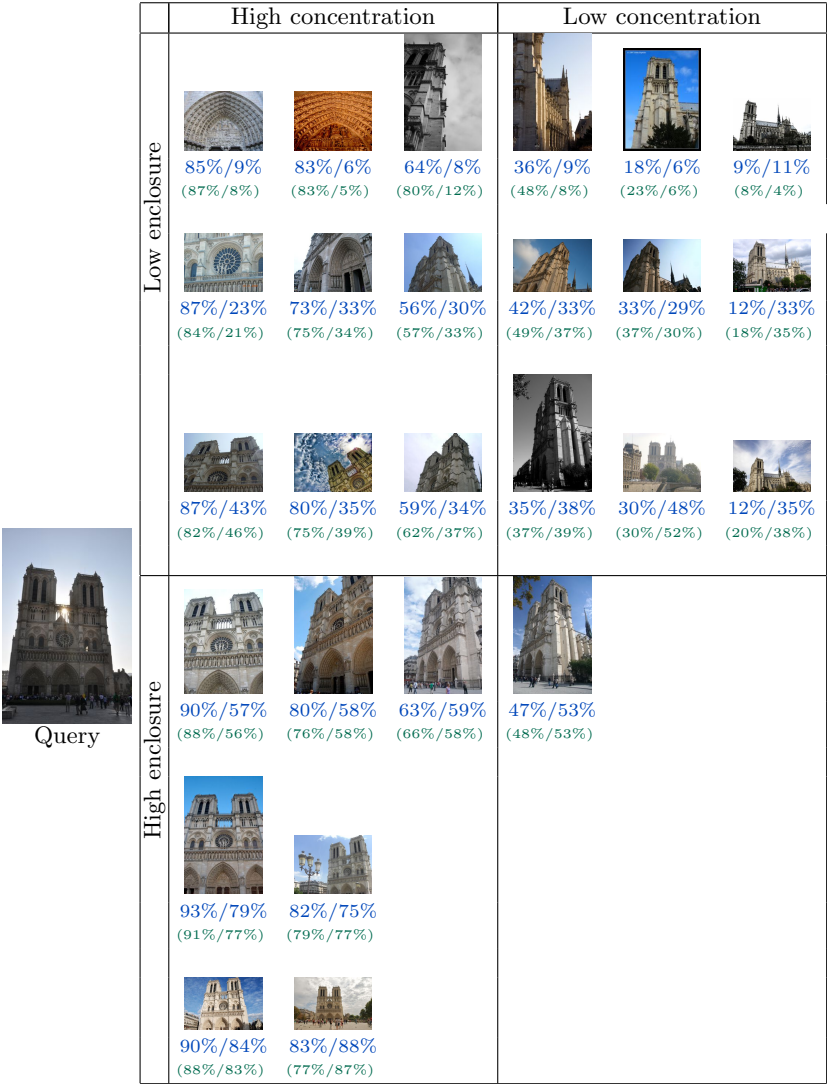 High concentration Low concentration
Low enclosure
85%/9% 83%/6% 64%/8% 36%/9% 18%/6% 9%/11%
(87%/8%) (83%/5%) (80%/12%) (48%/8%) (23%/6%) (8%/4%)
87%/23% 73%/33% 56%/30% 42%/33% 33%/29% 12%/33%
(84%/21%) (75%/34%) (57%/33%) (49%/37%) (37%/30%) (18%/35%)
87%/43% 80%/35% 59%/34% 35%/38% 30%/48% 12%/35%
(82%/46%) (75%/39%) (62%/37%) (37%/39%) (30%/52%) (20%/38%)
Query
High enclosure
90%/57% 80%/58% 63%/59% 47%/53%
(88%/56%) (76%/58%) (66%/58%) (48%/53%)
93%/79% 82%/75%
(91%/77%) (79%/77%)
90%/84% 83%/88%
(88%/83%) (77%/87%)